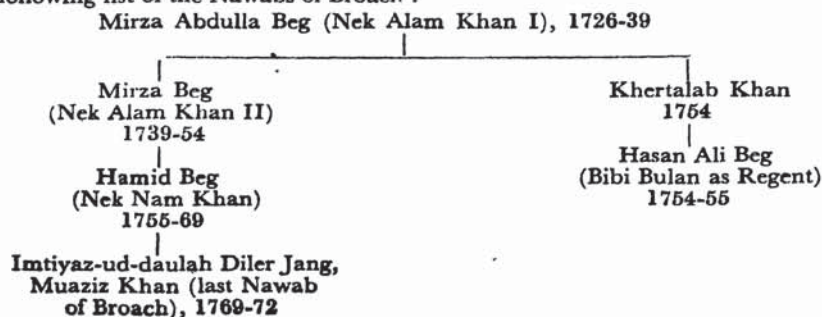 following list of the Nawabs of Broach :
Mirza Abdulla Beg (Nek Alam Khan I), 1726-39
Mirza Beg
(Nek Alam Khan II)
1739-54
Hamid Beg
(Nek Nam Khan)
1755-69
Imtiyaz-ud-daulah Diler Jang,
Muaziz Khan (last Nawab
of Broach), 1769-72
Khertalab Khan
1754
Hasan Ali Beg
(Bibi Bulan as Regent)
1754-55